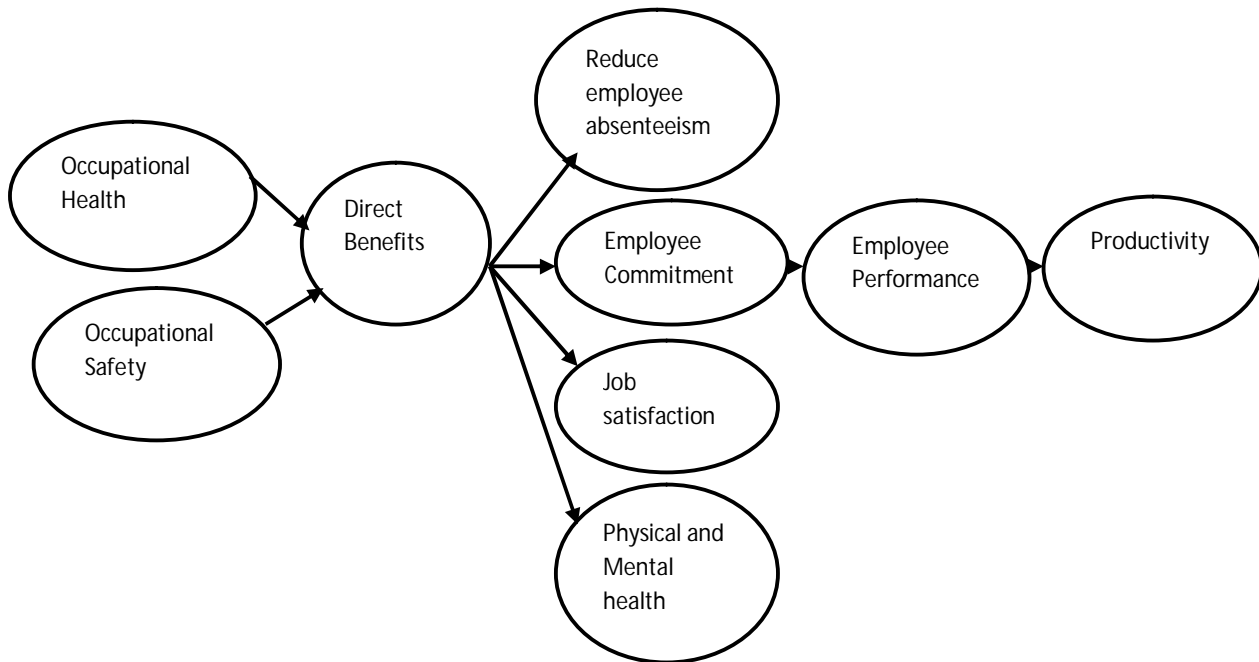 Occupational
Health
Occupational
Safety
Direct
Benefits
Reduce
employee
absenteeism
Employee
Commitment
Job
satisfaction
Physical and
Mental
health
Employee
Performance
Productivity